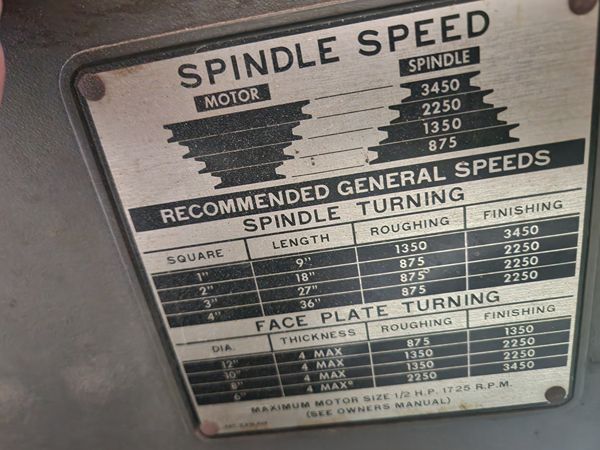 SPINDLE SPEED
MOTOR SPINDLE
3450
2250
1350
875
RECOMMENDED GENERAL SPEEDS
SPINDLE TURNING
SQUARE LENGTH ROUGHING FINISHING
1" 9" 1350 3450
2" 18" 875 2250
3" 27" 875 2250
4" 36" 875 2250
FACE PLATE TURNING
DIA. THICKNESS ROUGHING FINISHING
12" 4 MAX 875 1350
10" 4 MAX 1350 2250
8" 4 MAX 1350 2250
6" 4 MAX 2250 3450
MAXIMUM MOTOR SIZE 1/2 H.P. 1725 R.P.M.
(SEE OWNERS MANUAL)